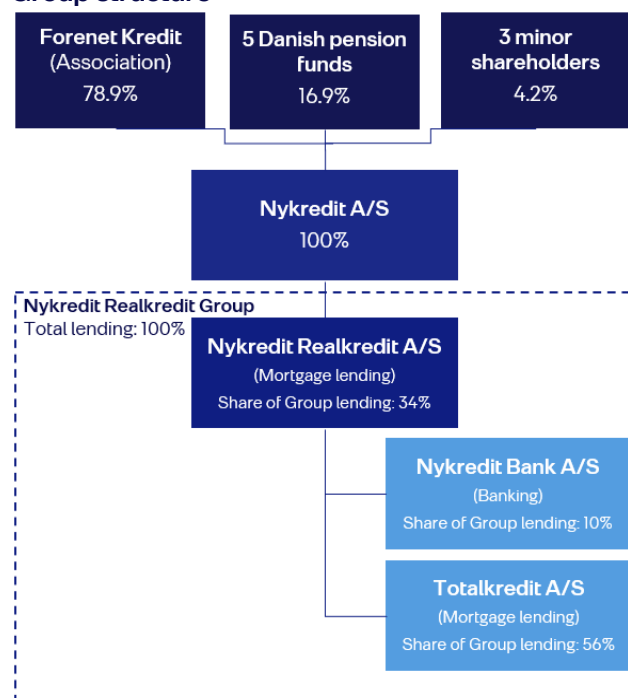 Group structure
Forenet Kredit
(Association)
78.9%
5 Danish pension
funds
16.9%
3 minor
shareholders
4.2%
Nykredit A/S
100%
Nykredit Realkredit Group
Total lending: 100%
Nykredit Realkredit A/S
(Mortgage lending)
Share of Group lending: 34%
Nykredit Bank A/S
(Banking)
Share of Group lending: 10%
Totalkredit A/S
(Mortgage lending)
Share of Group lending: 56%